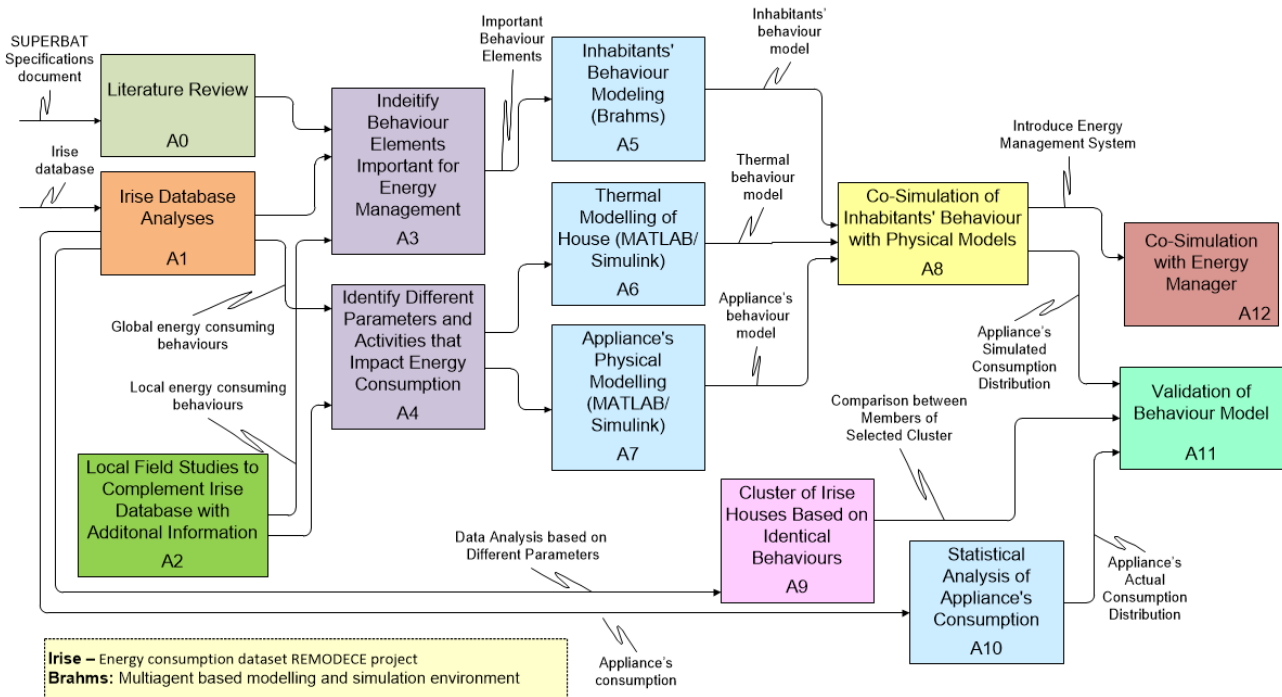 SUPERBAT
Specifications
document
Literature Review
A0
Irise
database
Irise Database
Analyses
A1
Indeitify
Behaviour
Elements
Important for
Energy
Management
A3
Important
Behaviour
Elements
Inhabitants'
Behaviour
Modeling
(Brahms)
A5
Inhabitants'
behaviour
model
Thermal
Modelling of
House (MATLAB/
Simulink)
A6
Thermal
behaviour
model
Co-Simulation of
Inhabitants' Behaviour
with Physical Models
A8
Introduce Energy
Management System
Co-Simulation
with Energy
Manager
A12
Global energy consuming
behaviours
Identify Different
Parameters and
Activities that
Impact Energy
Consumption
A4
Appliance's
Physical
Modelling
(MATLAB/
Simulink)
A7
Appliance's
behaviour
model
Appliance's
Simulated
Consumption
Distribution
Local energy consuming
behaviours
Comparison between
Members of
Selected Cluster
Validation of
Behaviour Model
A11
Local Field Studies to
Complement Irise
Database with
Additonal Information
A2
Data Analysis based on
Different Parameters
Cluster of Irise
Houses Based on
Identical
Behaviours
A9
Statistical
Analysis of
Appliance's
Consumption
A10
Appliance's
Actual
Consumption
Distribution
Appliance's
consumption
Irise – Energy consumption dataset REMODECE project
Brahms: Multiagent based modelling and simulation environment